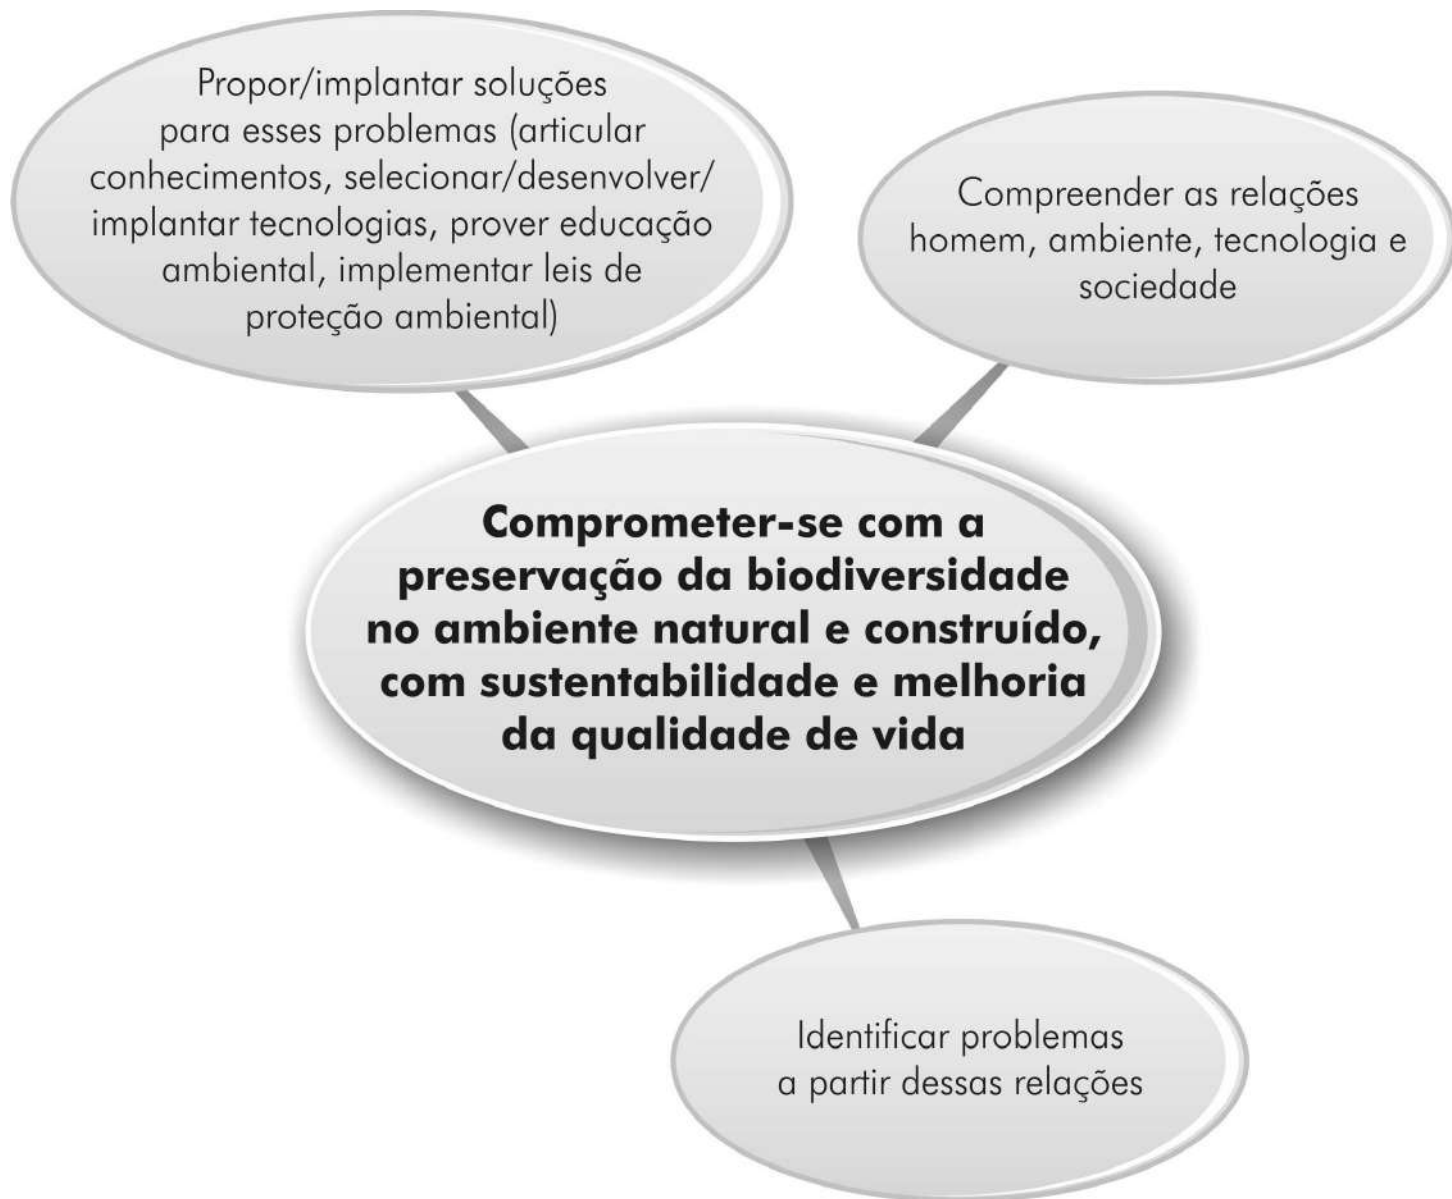 Propor/implantar soluções
para esses problemas (articular
conhecimentos, selecionar/desenvolver/
implantar tecnologias, prover educação
ambiental, implementar leis de
proteção ambiental)
Compreender as relações
homem, ambiente, tecnologia e
sociedade
Comprometer-se com a
preservação da biodiversidade
no ambiente natural e construído,
com sustentabilidade e melhoria
da qualidade de vida
Identificar problemas
a partir dessas relações